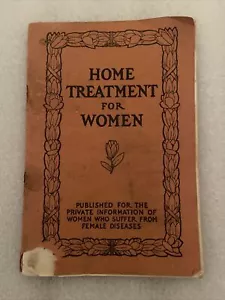 HOME
TREATMENT
FOR
WOMEN
PUBLISHED FOR THE
PRIVATE INFORMATION OF
WOMEN WHO SUFFER FROM
FEMALE DISEASES